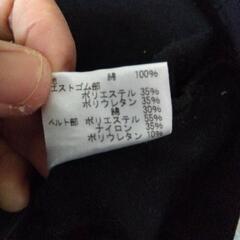 綿 100%
エストゴム部
ポリエステル 35%
ポリウレタン 35%
綿 30%
ベルト部 ポリエステル 55%
ナイロン 35%
ポリウレタン 10%